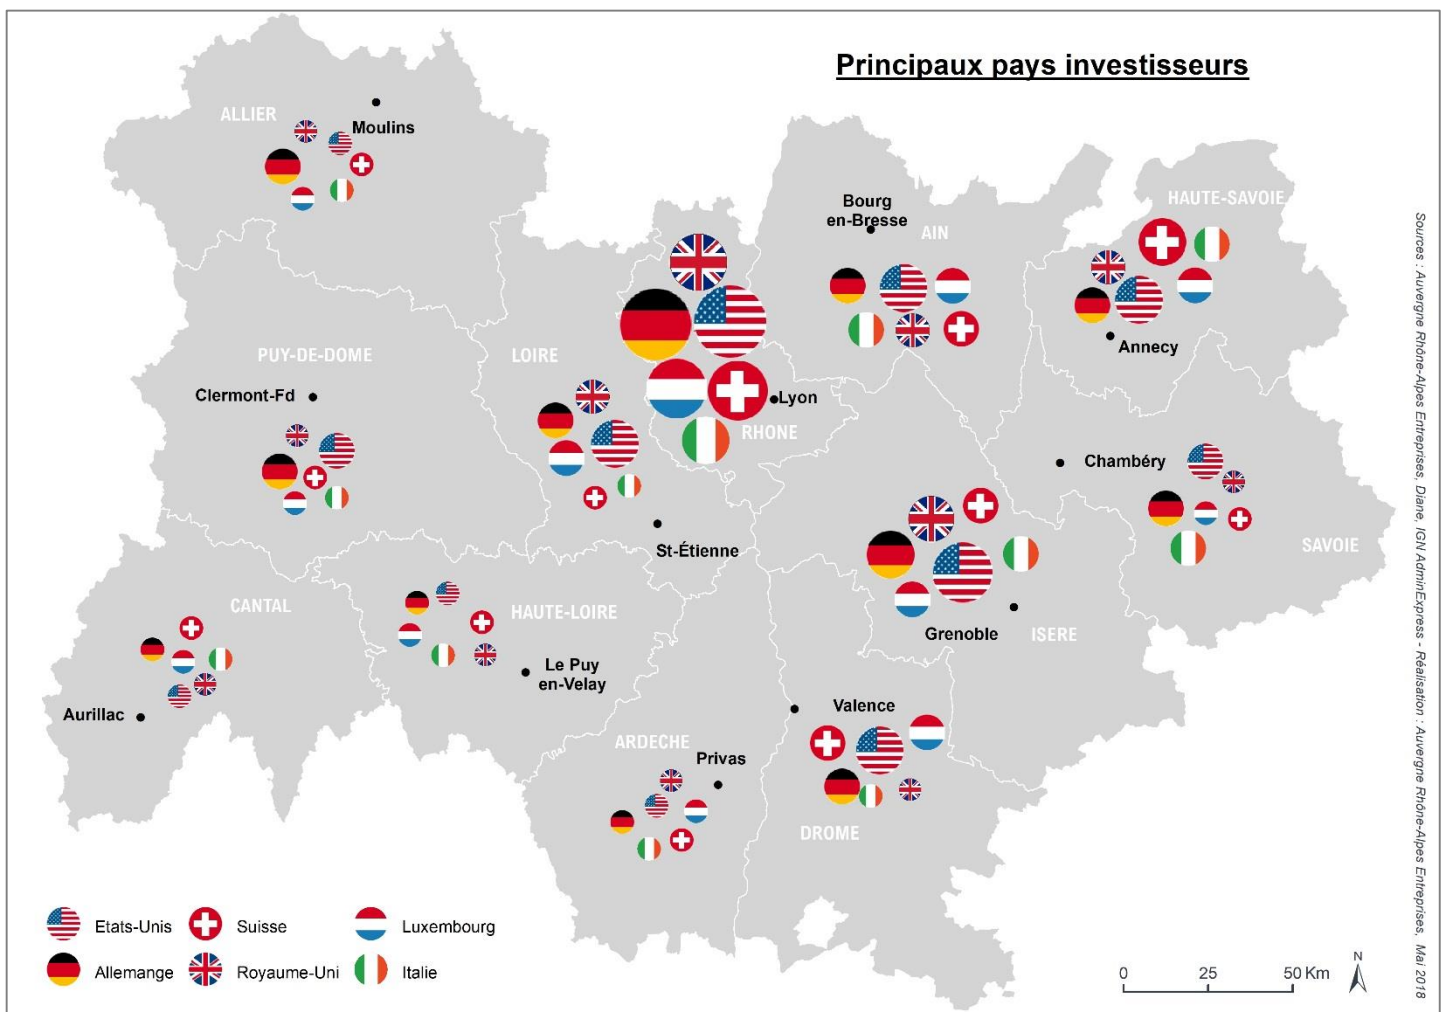 Principaux pays investisseurs
ALLIER
Moulins
Bourg
en-Bresse
AIN
HAUTE-SAVOIE
Annecy
PUY-DE-DOME
Clermont-Fd
LOIRE
Lyon
RHONE
Chambéry
SAVOIE
St-Étienne
CANTAL
Aurillac
HAUTE-LOIRE
Le Puy
en-Velay
Grenoble
ISERE
Valence
ARDECHE
Privas
DROME
Etats-Unis
Suisse
Luxembourg
Allemange
Royaume-Uni
Italie
0 25 50 Km
N
Sources : Auvergne Rhône-Alpes Entreprises, Diane, IGN AdminExpress - Réalisation : Auvergne Rhône-Alpes Entreprises, Mai 2018